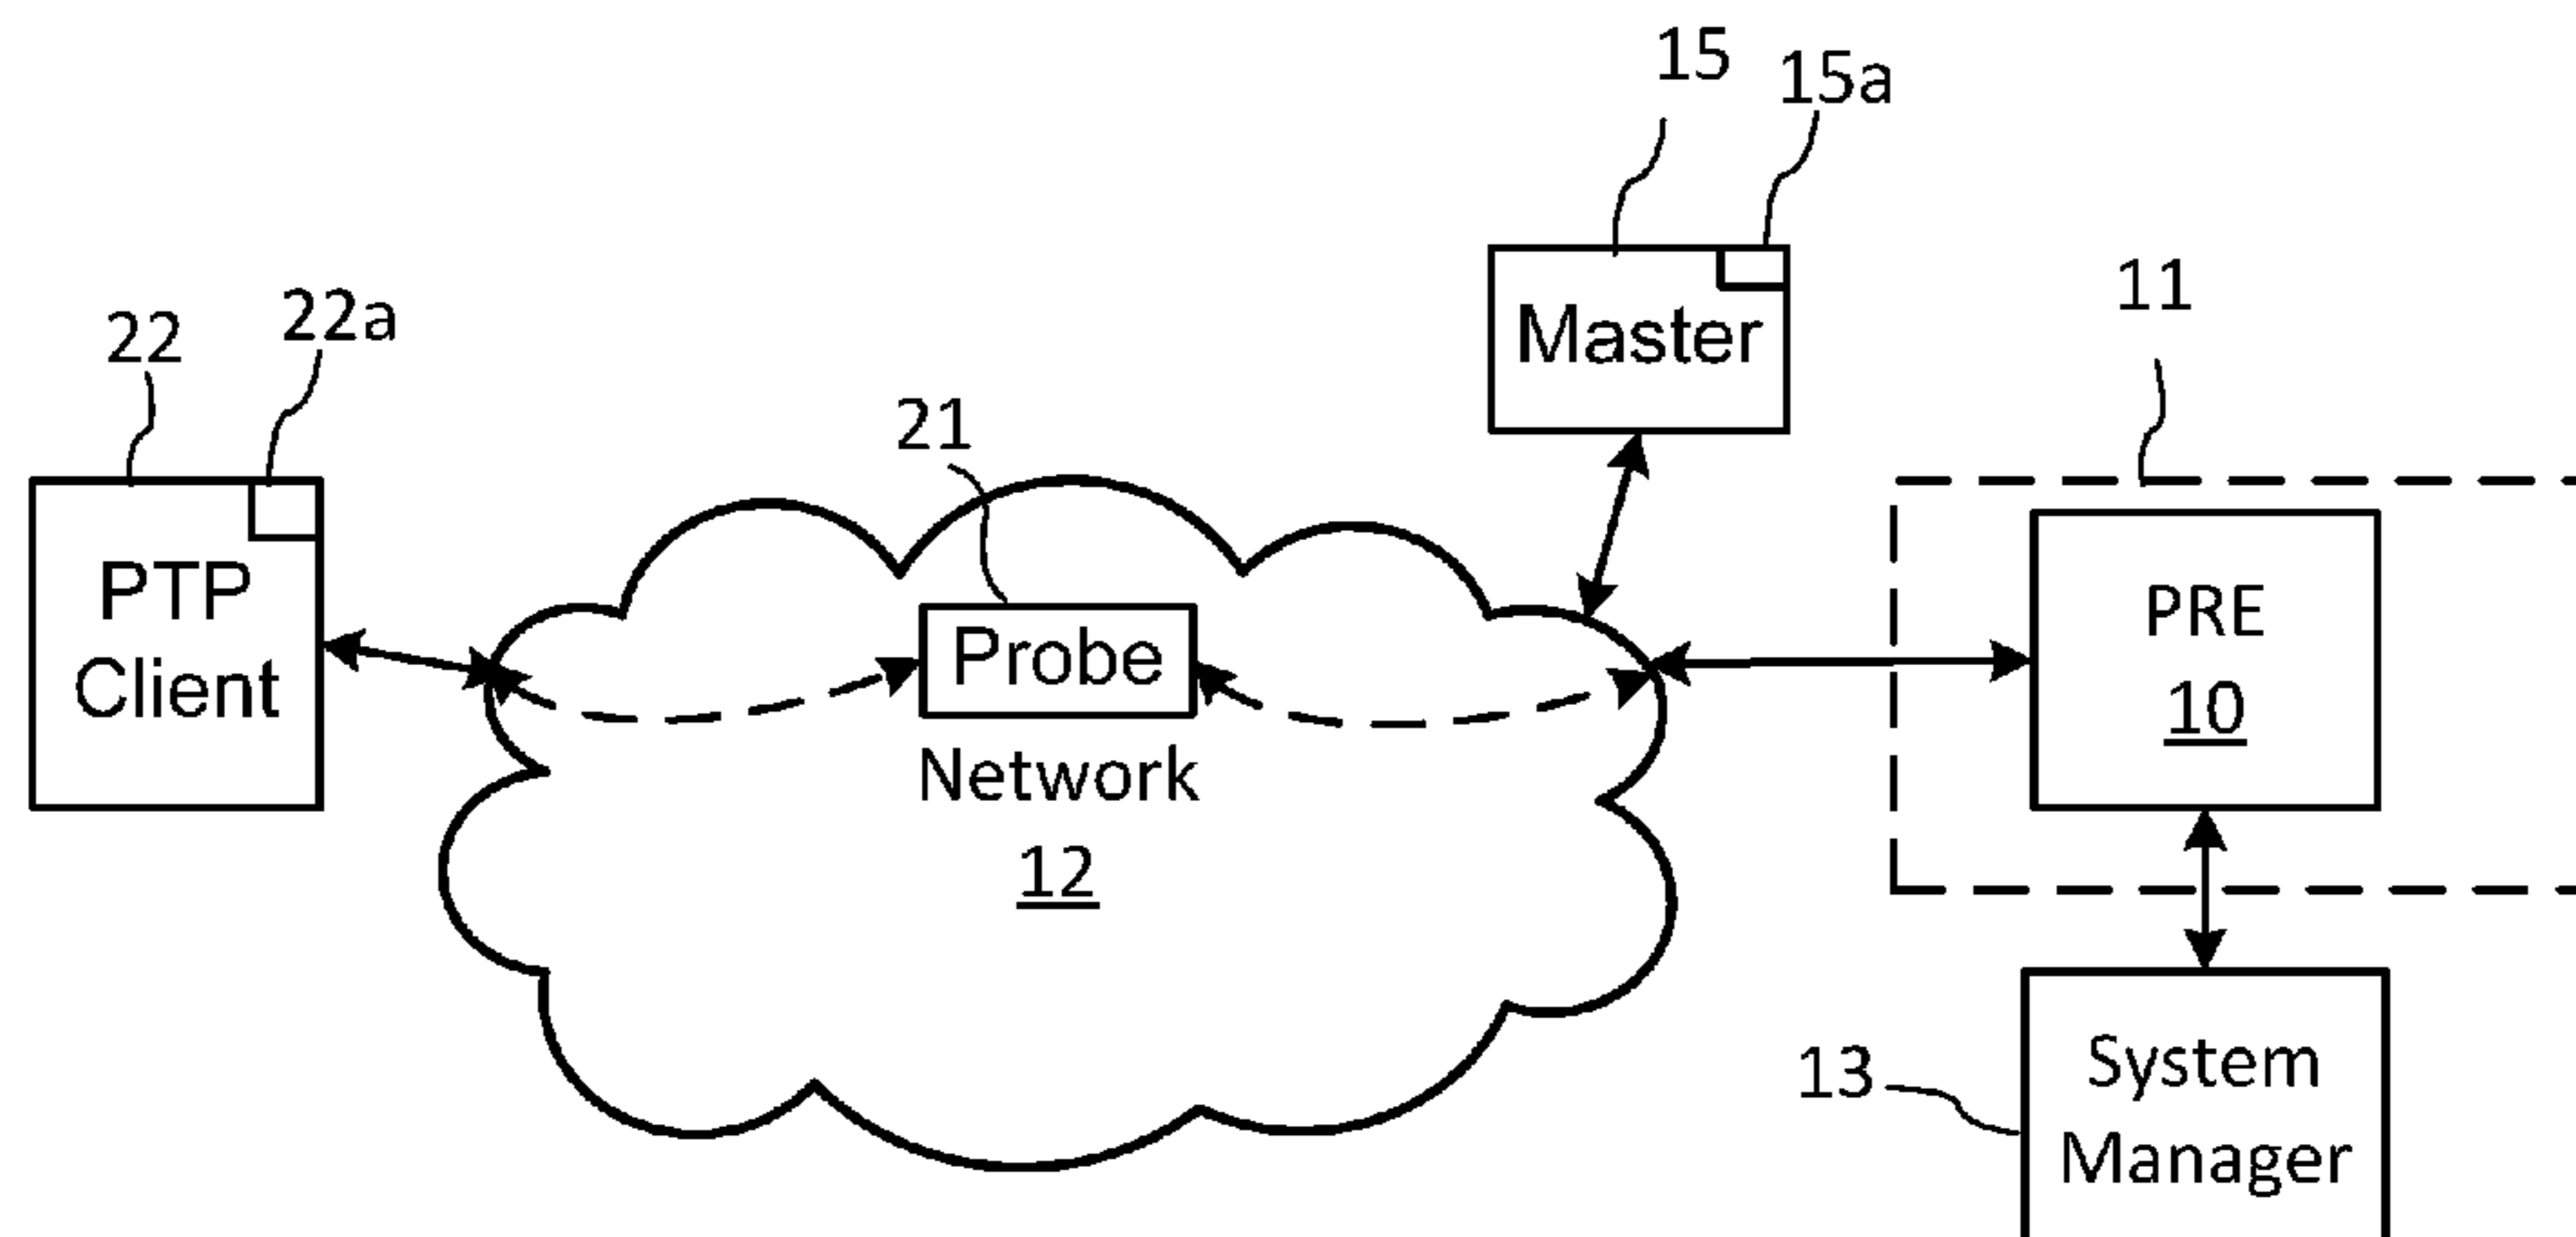 15
15a
11
22
22a
Master
21
PTP
Client
Probe
PRE
10
Network
12
13
System
Manager